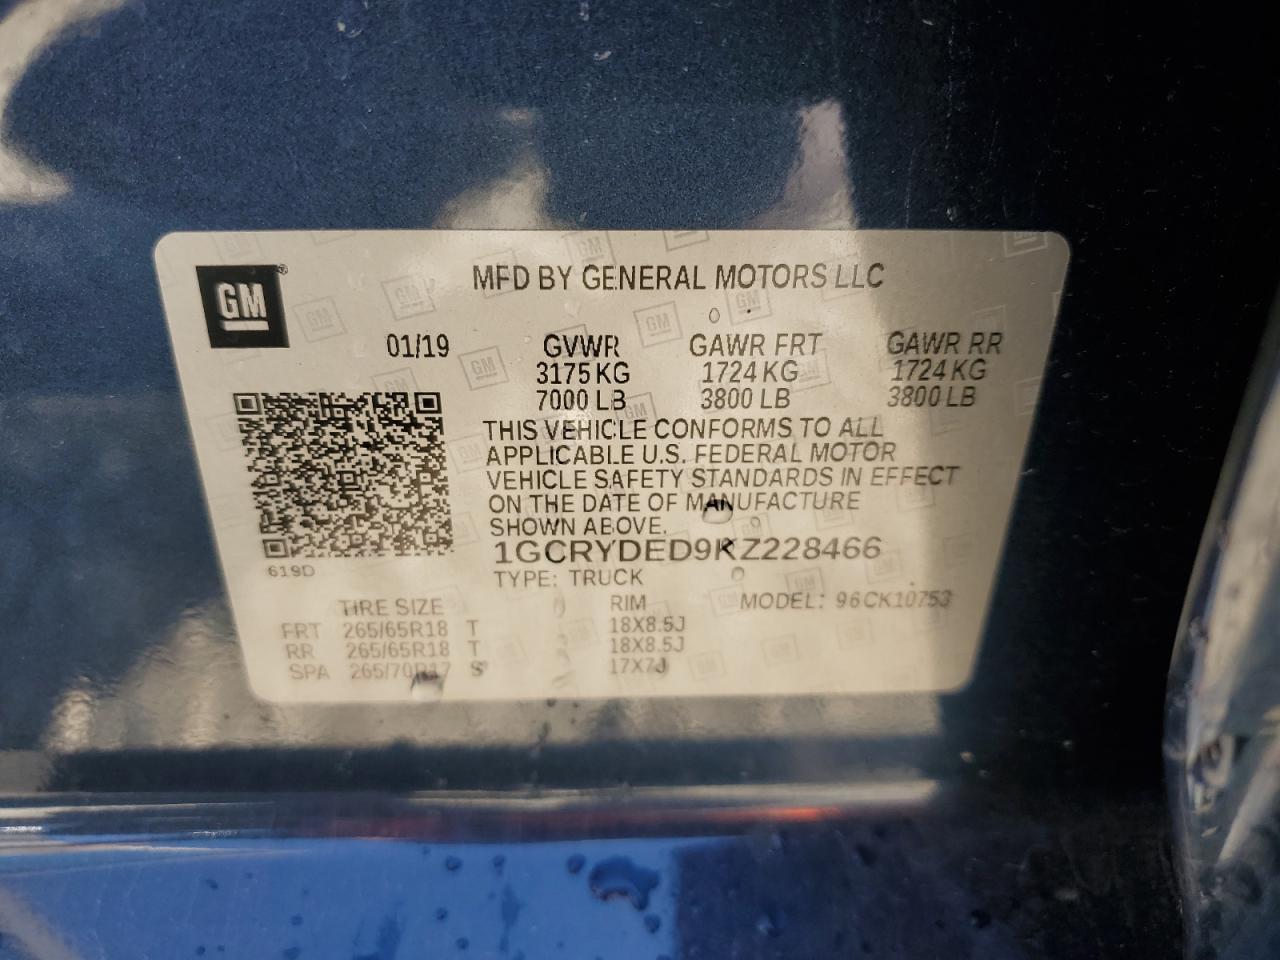 GM
MFD BY GENERAL MOTORS LLC
01/19 GVWR GAWR FRT GAWR RR
3175 KG 1724 KG 1724 KG
7000 LB 3800 LB 3800 LB
THIS VEHICLE CONFORMS TO ALL
APPLICABLE U.S. FEDERAL MOTOR
VEHICLE SAFETY STANDARDS IN EFFECT
ON THE DATE OF MANUFACTURE
SHOWN ABOVE.
1GCRYDED9KZ228466
619D
TYPE: TRUCK
TIRE SIZE RIM MODEL: 96CK10753
FRT 265/65R18 T 18X8.5J
RR 265/65R18 T 18X8.5J
SPA 265/70R17 S 17X7J